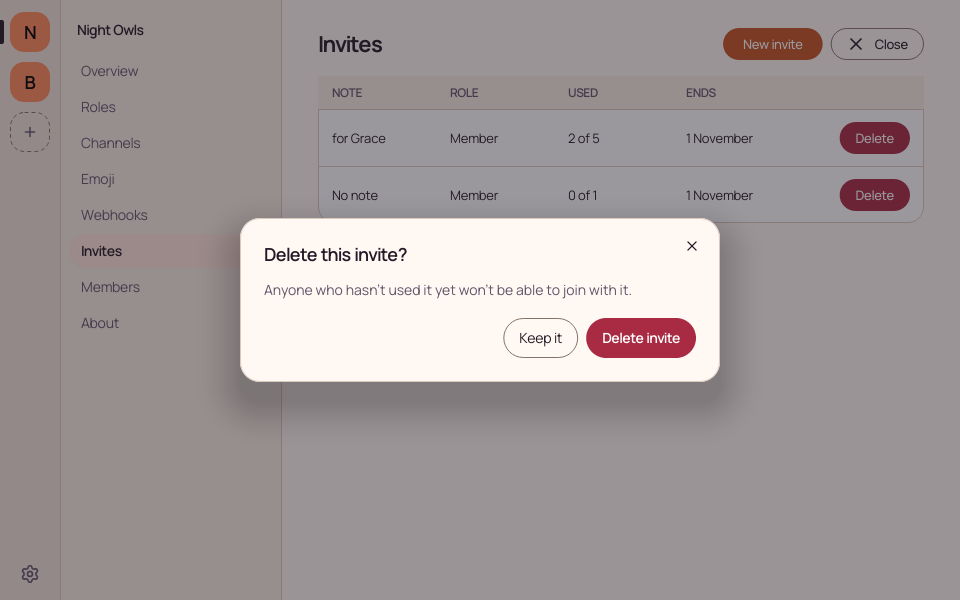 N
Night Owls
B
Overview
Roles
Channels
Emoji
Webhooks
Invites
Members
About
Invites
New invite
Close
NOTE ROLE USED ENDS
for Grace Member 2 of 5 1 November Delete
No note Member 0 of 1 1 November Delete
Delete this invite?
Anyone who hasn't used it yet won't be able to join with it.
Keep it
Delete invite